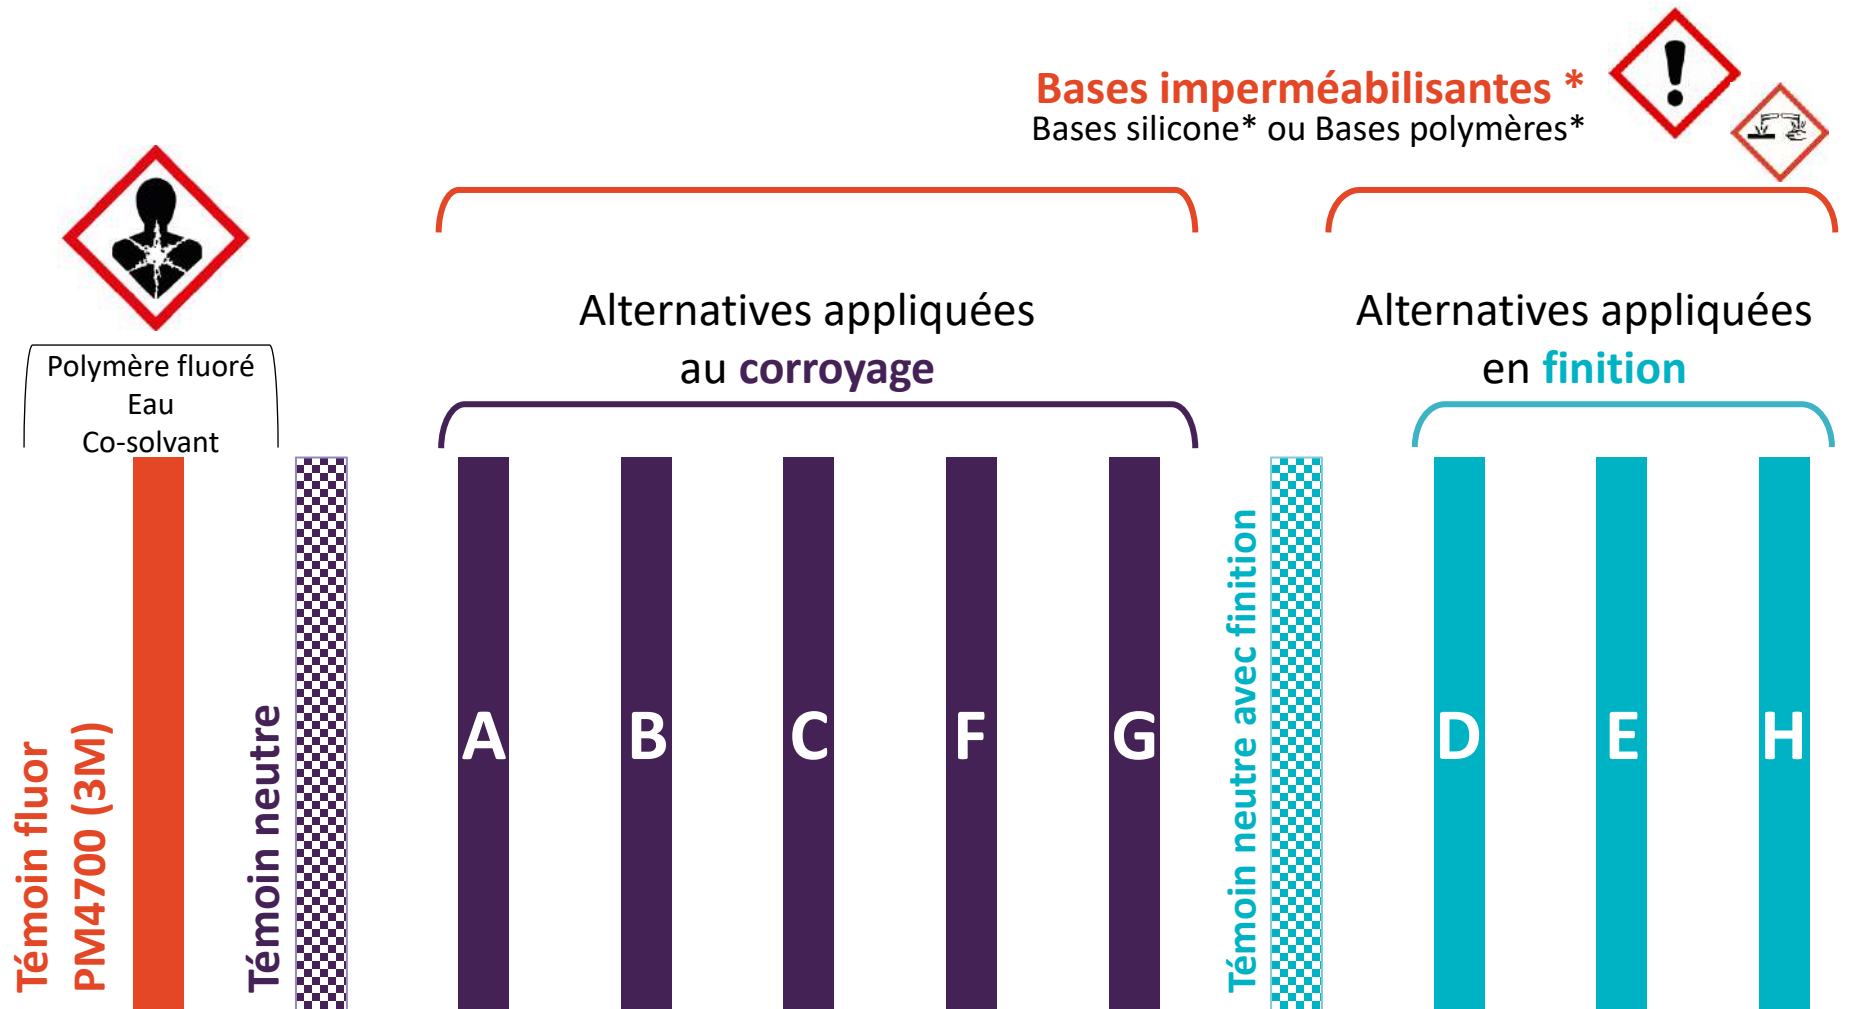 Bases imperméabilisantes *
Bases silicone* ou Bases polymères*
Polymère fluoré
Eau
Co-solvant
Alternatives appliquées
au corroyage
Alternatives appliquées
en finition
Témoin fluor
PM4700 (3M)
Témoin neutre
A
B
C
F
G
Témoin neutre avec finition
D
E
H